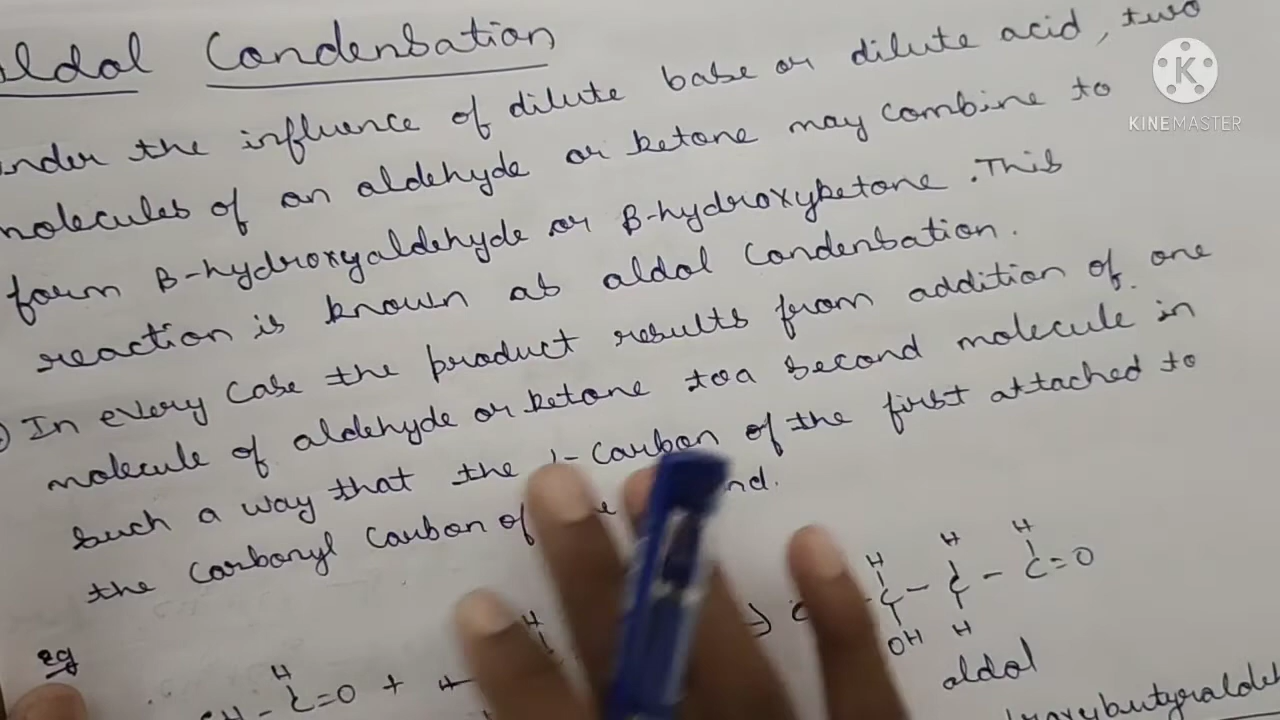 aldol Condensation
under the influence of dilute base or dilute acid, two
molecules of an aldehyde or ketone may combine to
form β-hydroxyaldehyde or β-hydroxyketone. This
reaction is known as aldol Condensation.
In every case the product results from addition of one
molecule of aldehyde or ketone to a second molecule in
such a way that the -Carbon of the first attached to
the Carbonyl Carbon of
eg
H
C=O +
H
H H H
C - C - C=O
OH H
aldol
K
KINEMASTER